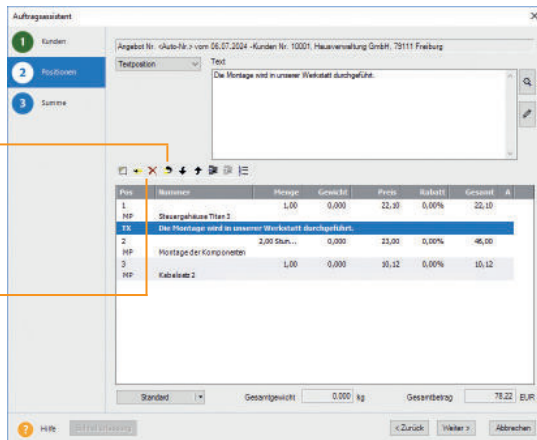 Auftragsassistent
1 Kunden
2 Positionen
3 Summe
Angebot Nr. <Auto-Nr.> vom 06.07.2024 -Kunden Nr. 10001, Hausverwaltung GmbH, 79111 Freiburg
Textposition
Text
Die Montage wird in unserer Werkstatt durchgeführt.
Pos Nummer Menge Gewicht Preis Rabatt Gesamt A
1 1,00 0,000 22,10 0,00% 22,10
MP Steuergehäuse Titan 3
TX Die Montage wird in unserer Werkstatt durchgeführt.
2 2,00 Stun... 0,000 23,00 0,00% 46,00
MP Montage der Komponenten
3 1,00 0,000 10,12 0,00% 10,12
MP Kabelsatz 2
Standard Gesamtgewicht 0.000 kg Gesamtbetrag 78.22 EUR
? Hilfe Schnellerfassung < Zurück Weiter > Abbrechen